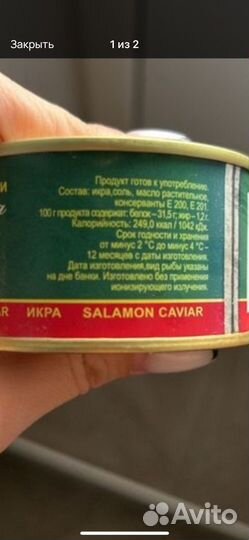 Закрыть
1 из 2
Продукт готов к употреблению.
Состав: икра,соль, масло растительное,
консерванты Е 200, Е 201.
100 г продукта содержат: белок – 31,5 г; жир – 1,2 г.
Калорийность: 249,0 ккал / 1042 кДж.
Срок годности и хранения
от минус 2 °С до минус 4 °С –
12 месяцев с даты изготовления.
Дата изготовления,вид рыбы указаны
на дне банки. Изготовлено без применения
ионизирующего излучения.
AR ИКРА SALAMON CAVIAR
Avito